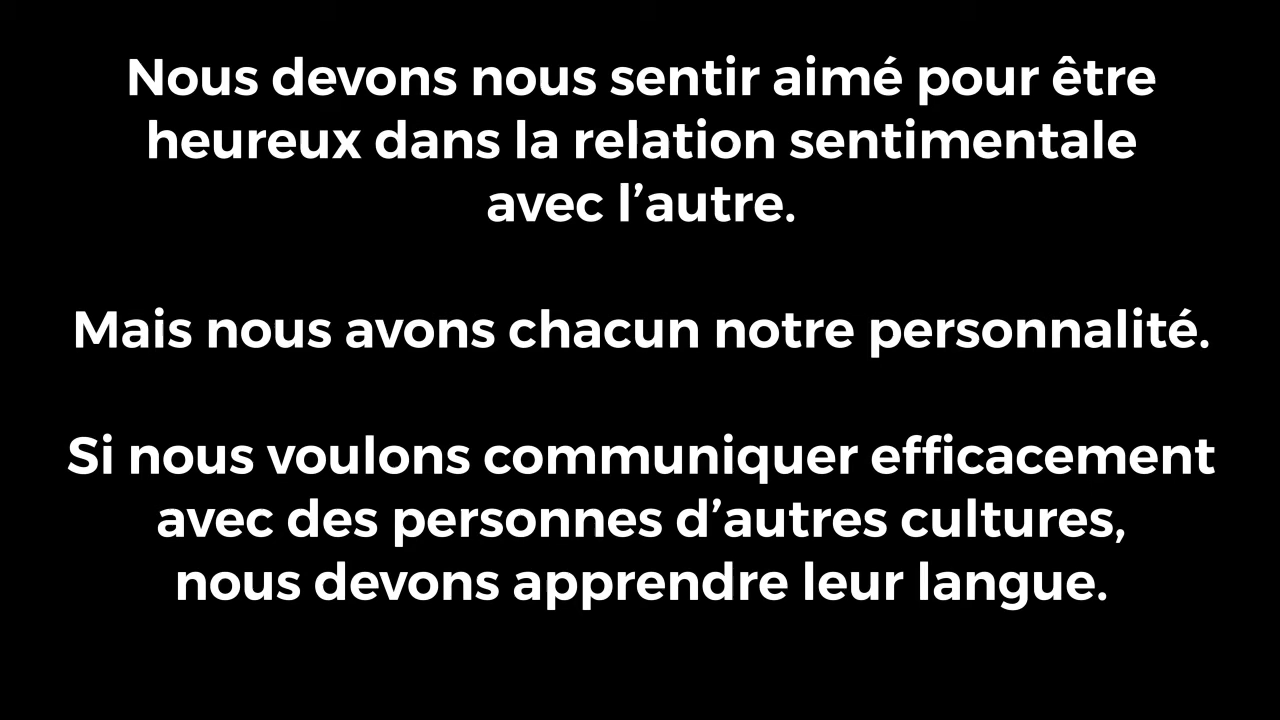 Nous devons nous sentir aimé pour être
heureux dans la relation sentimentale
avec l’autre.
Mais nous avons chacun notre personnalité.
Si nous voulons communiquer efficacement
avec des personnes d’autres cultures,
nous devons apprendre leur langue.